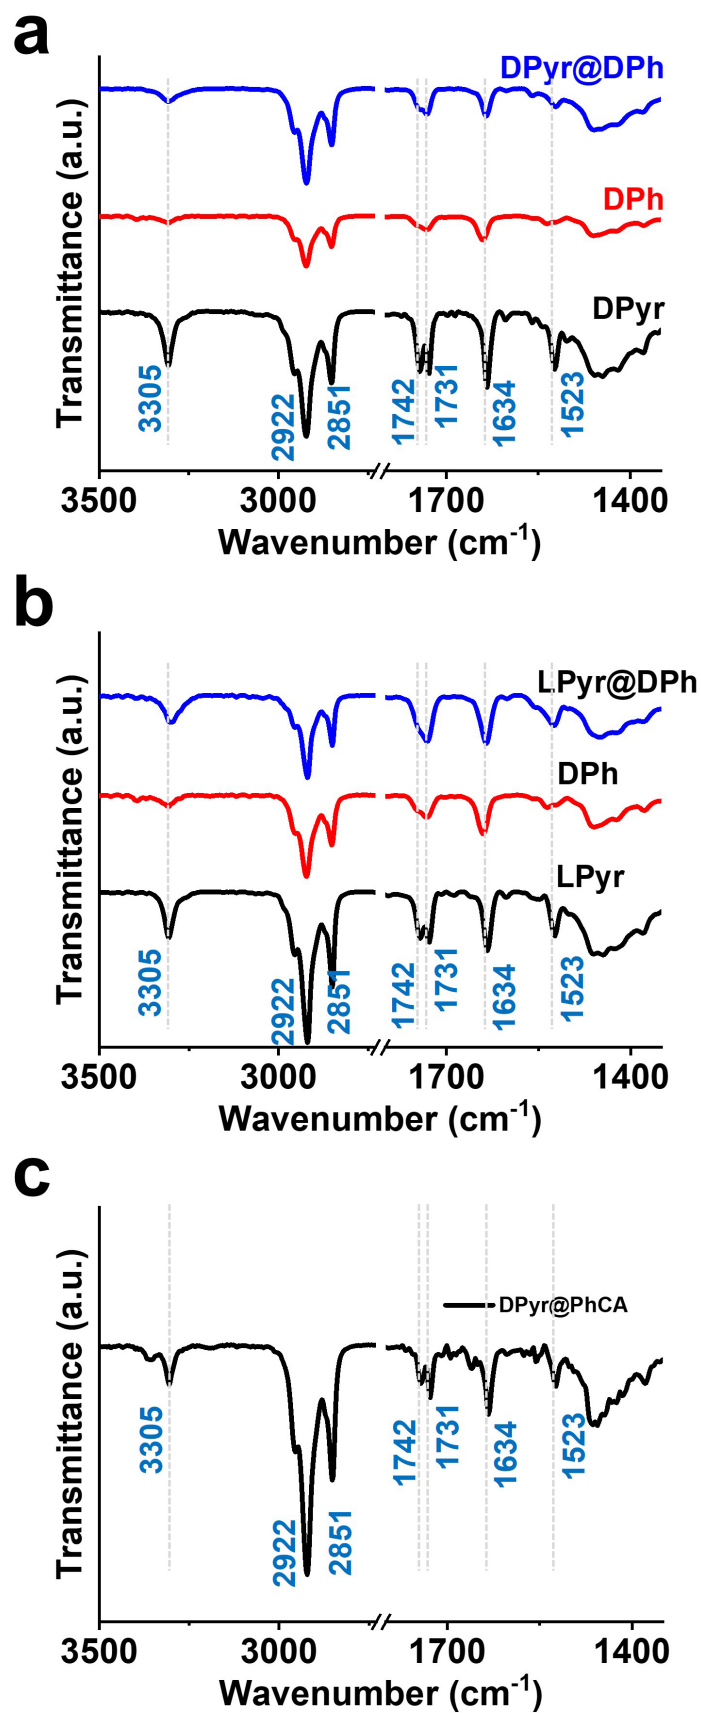 a
DPyr@DPh
DPh
DPyr
Transmittance (a.u.)
3305
2922
2851
1742
1731
1634
1523
3500
3000
1700
1400
Wavenumber (cm-1)
b
LPyr@DPh
DPh
LPyr
Transmittance (a.u.)
3305
2922
2851
1742
1731
1634
1523
3500
3000
1700
1400
Wavenumber (cm-1)
c
DPyr@PhCA
Transmittance (a.u.)
3305
2922
2851
1742
1731
1634
1523
3500
3000
1700
1400
Wavenumber (cm-1)